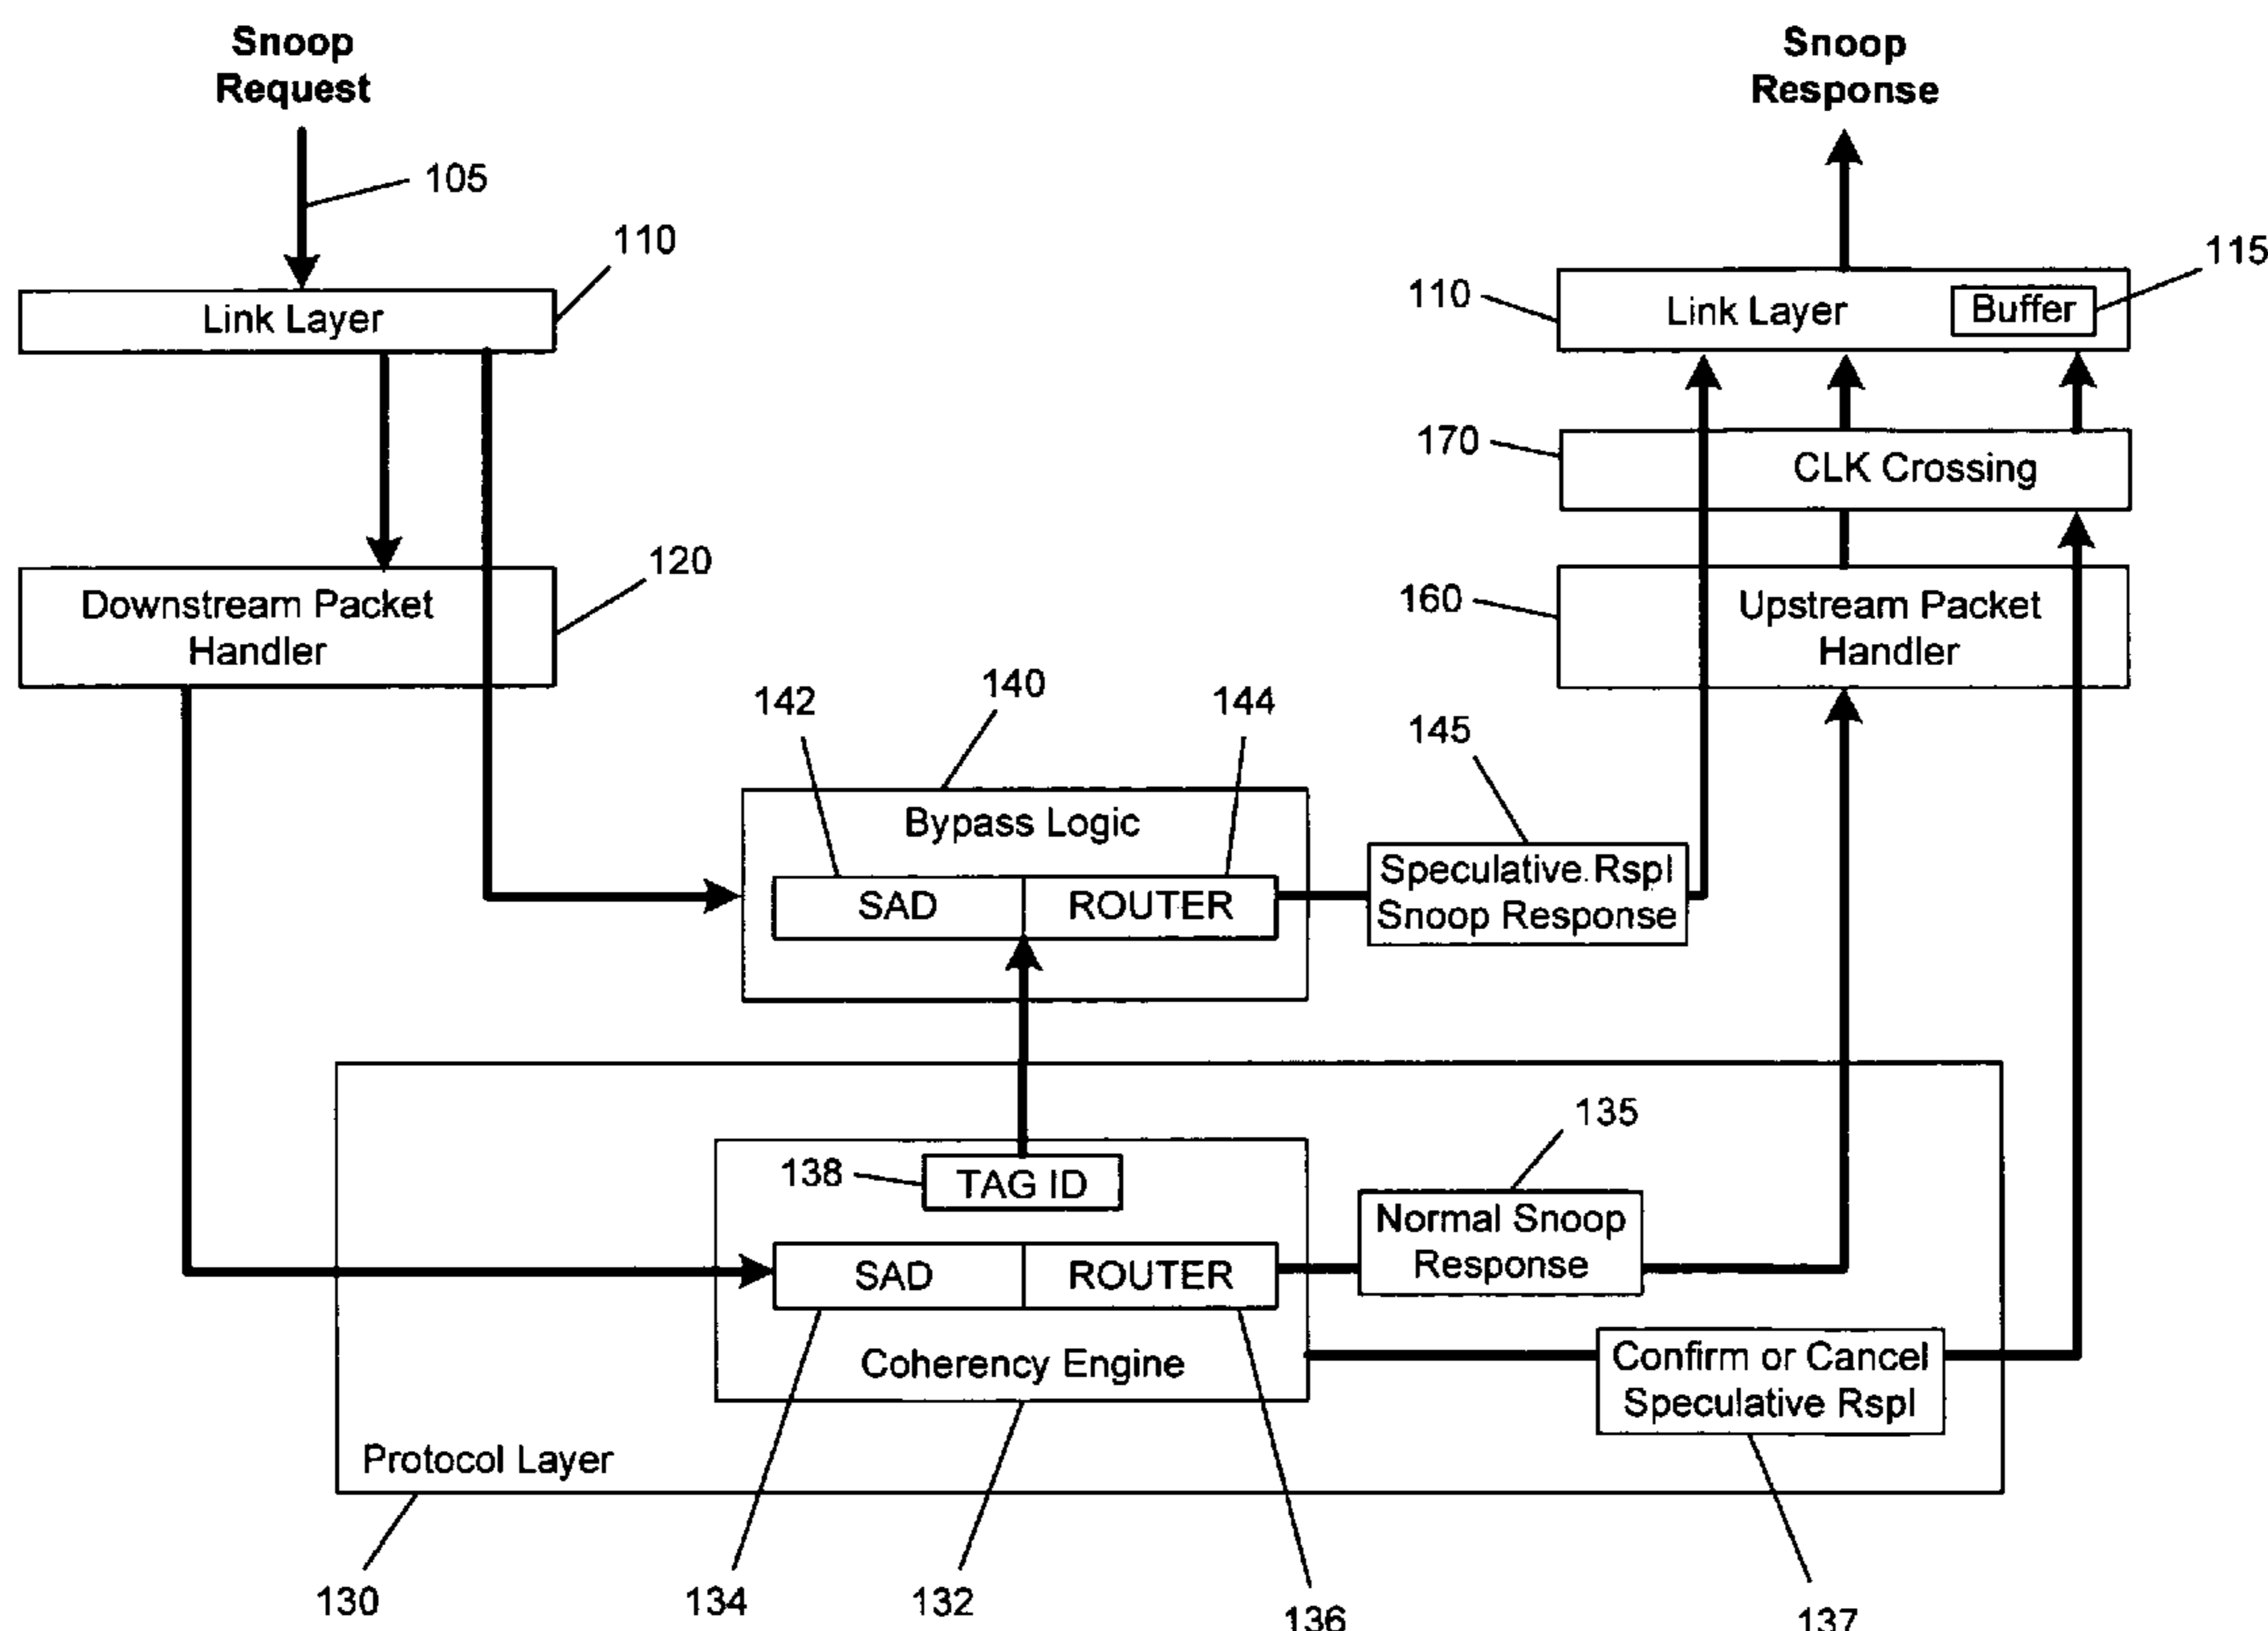 Snoop
Request
Snoop
Response
105
110
Link Layer
110
Link Layer
Buffer
115
170
CLK Crossing
120
Downstream Packet
Handler
160
Upstream Packet
Handler
142
140
144
145
Bypass Logic
SAD
ROUTER
Speculative Rspl
Snoop Response
135
138
TAG ID
Normal Snoop
Response
SAD
ROUTER
Coherency Engine
Confirm or Cancel
Speculative Rspl
Protocol Layer
130
134
132
136
137